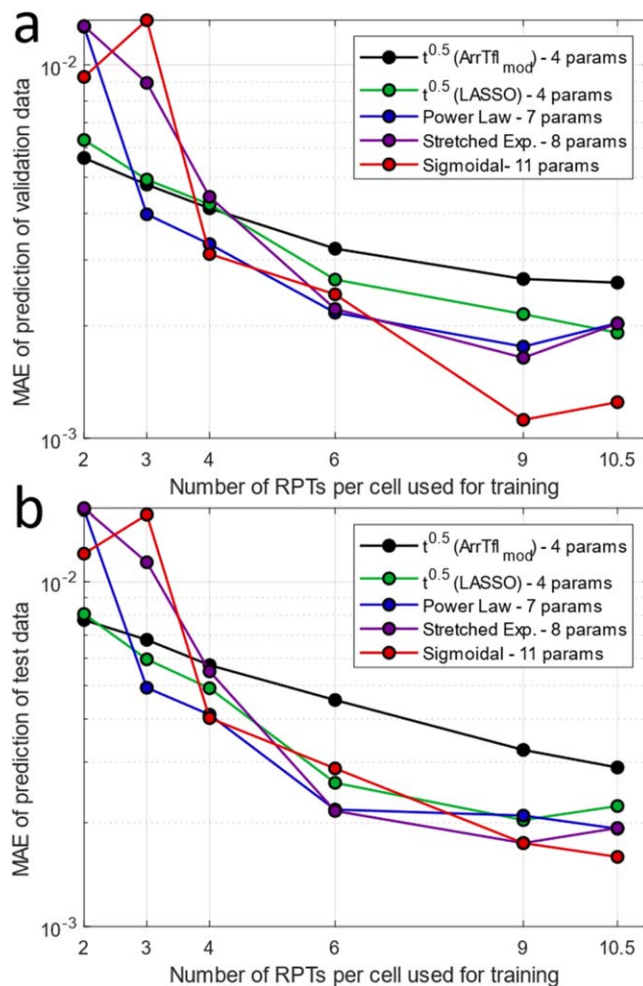 a
10⁻²
10⁻³
MAE of prediction of validation data
t⁰·⁵ (ArrTflₘₒd) - 4 params
t⁰·⁵ (LASSO) - 4 params
Power Law - 7 params
Stretched Exp. - 8 params
Sigmoidal- 11 params
2 3 4 6 9 10.5
Number of RPTs per cell used for training
b
10⁻²
10⁻³
MAE of prediction of test data
t⁰·⁵ (ArrTflₘₒd) - 4 params
t⁰·⁵ (LASSO) - 4 params
Power Law - 7 params
Stretched Exp. - 8 params
Sigmoidal - 11 params
2 3 4 6 9 10.5
Number of RPTs per cell used for training